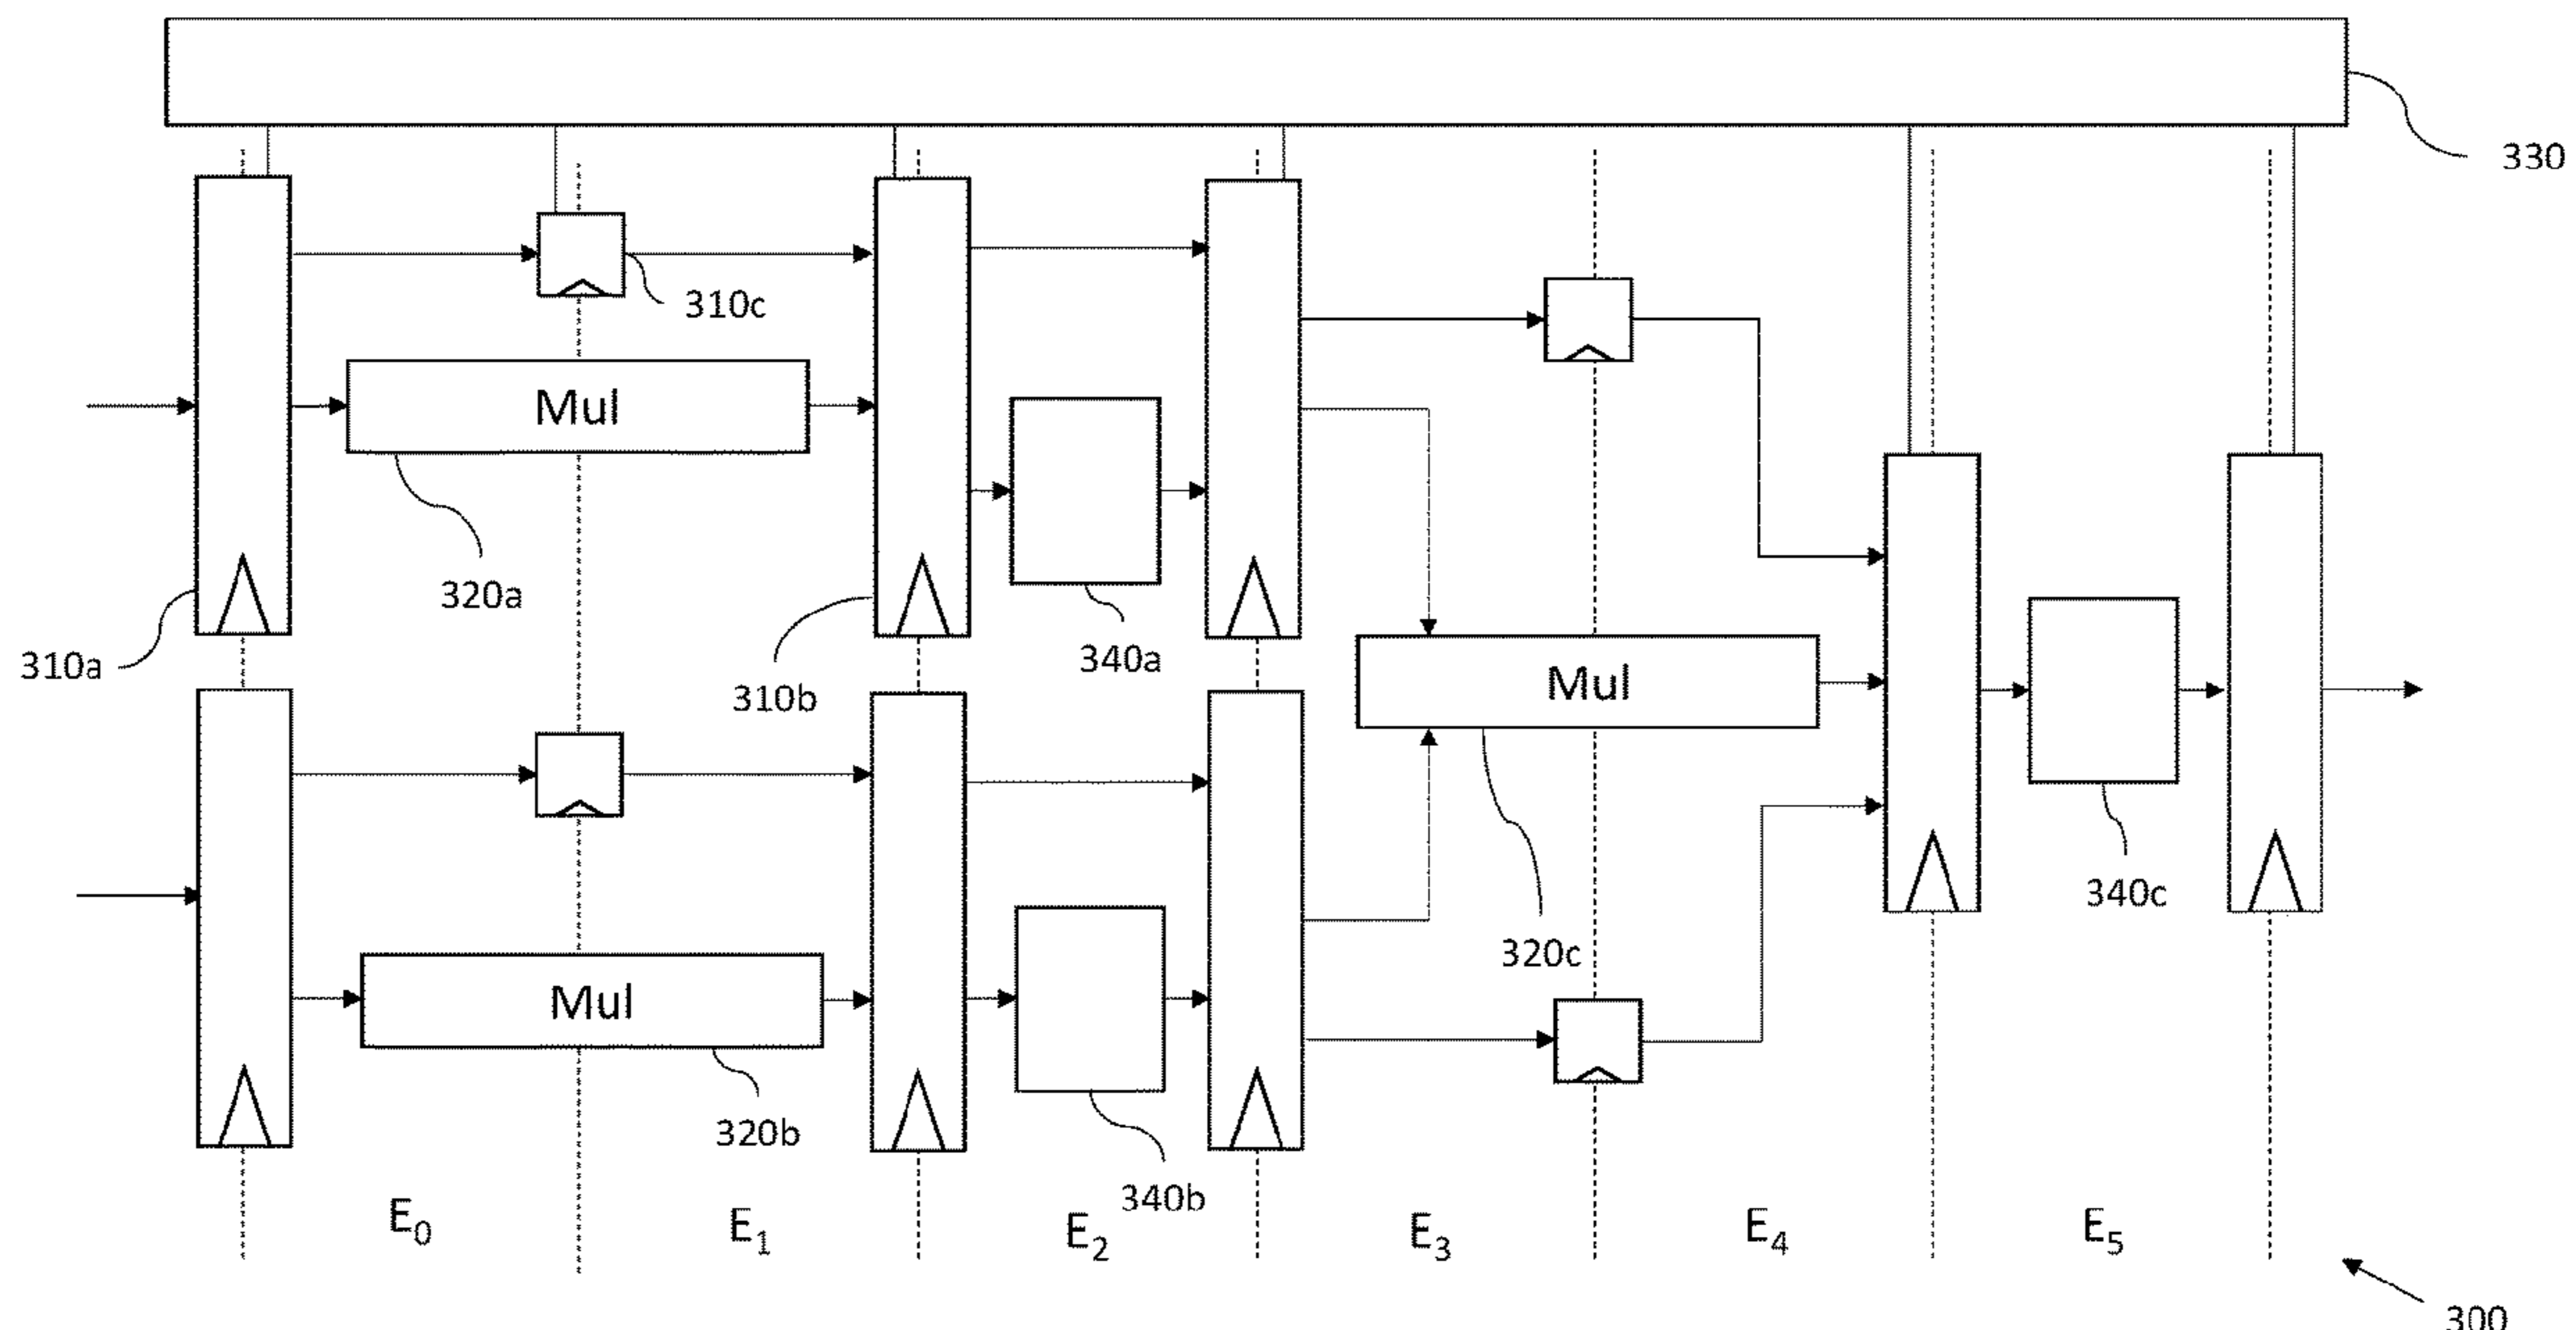 330
310c
Mul
320a
310a
340a
310b
Mul
340c
320c
Mul
320b
340b
E₀ E₁ E₂ E₃ E₄ E₅
300